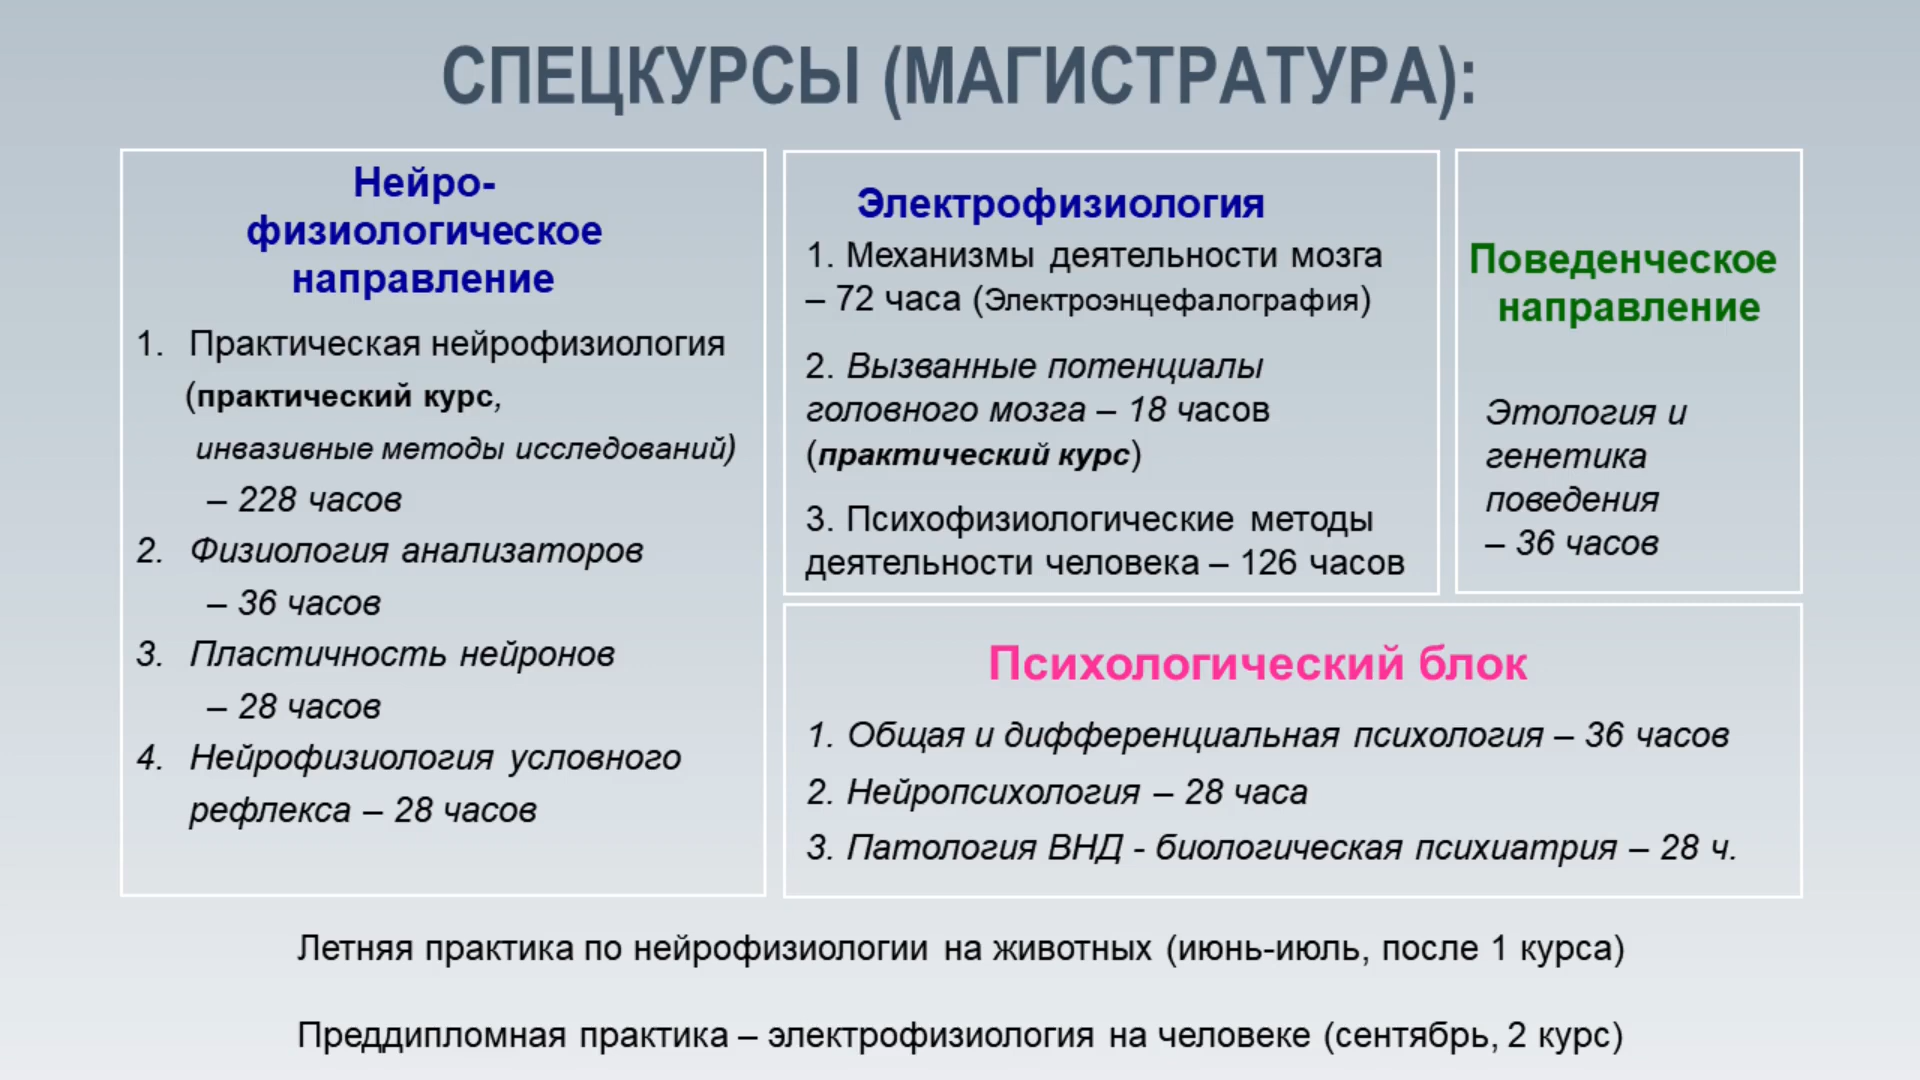 СПЕЦКУРСЫ (МАГИСТРАТУРА):
Нейро-
физиологическое
направление
1. Практическая нейрофизиология
(практический курс,
инвазивные методы исследований)
– 228 часов
2. Физиология анализаторов
– 36 часов
3. Пластичность нейронов
– 28 часов
4. Нейрофизиология условного
рефлекса – 28 часов
Электрофизиология
1. Механизмы деятельности мозга
– 72 часа (Электроэнцефалография)
2. Вызванные потенциалы
головного мозга – 18 часов
(практический курс)
3. Психофизиологические методы
деятельности человека – 126 часов
Поведенческое
направление
Этология и
генетика
поведения
– 36 часов
Психологический блок
1. Общая и дифференциальная психология – 36 часов
2. Нейропсихология – 28 часа
3. Патология ВНД - биологическая психиатрия – 28 ч.
Летняя практика по нейрофизиологии на животных (июнь-июль, после 1 курса)
Преддипломная практика – электрофизиология на человеке (сентябрь, 2 курс)